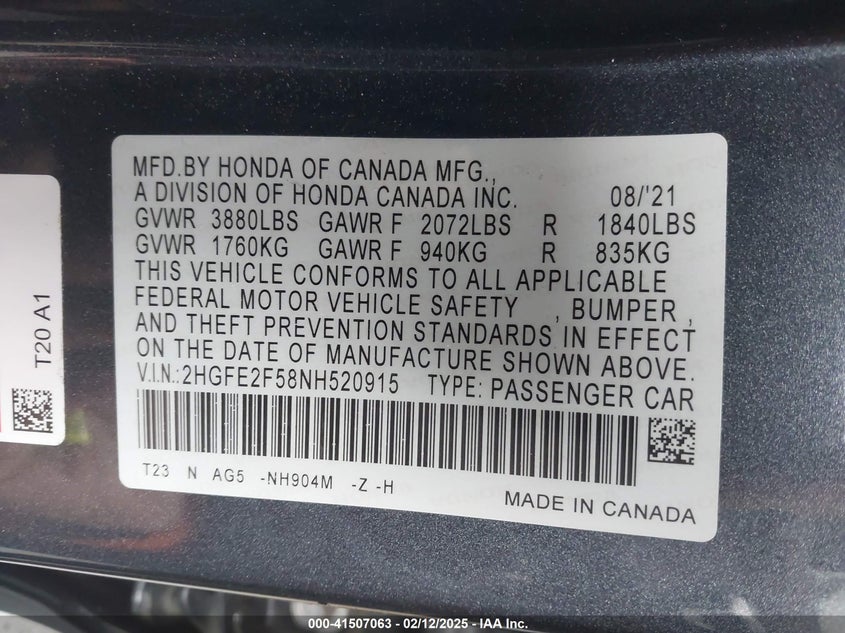 MFD.BY HONDA OF CANADA MFG.,
A DIVISION OF HONDA CANADA INC. 08/'21
GVWR 3880LBS GAWR F 2072LBS R 1840LBS
GVWR 1760KG GAWR F 940KG R 835KG
THIS VEHICLE CONFORMS TO ALL APPLICABLE
FEDERAL MOTOR VEHICLE SAFETY , BUMPER ,
AND THEFT PREVENTION STANDARDS IN EFFECT
ON THE DATE OF MANUFACTURE SHOWN ABOVE.
V.I.N.:2HGFE2F58NH520915 TYPE: PASSENGER CAR
T23 N AG5 -NH904M -Z -H
MADE IN CANADA
T20 A1
000-41507063 - 02/12/2025 - IAA Inc.